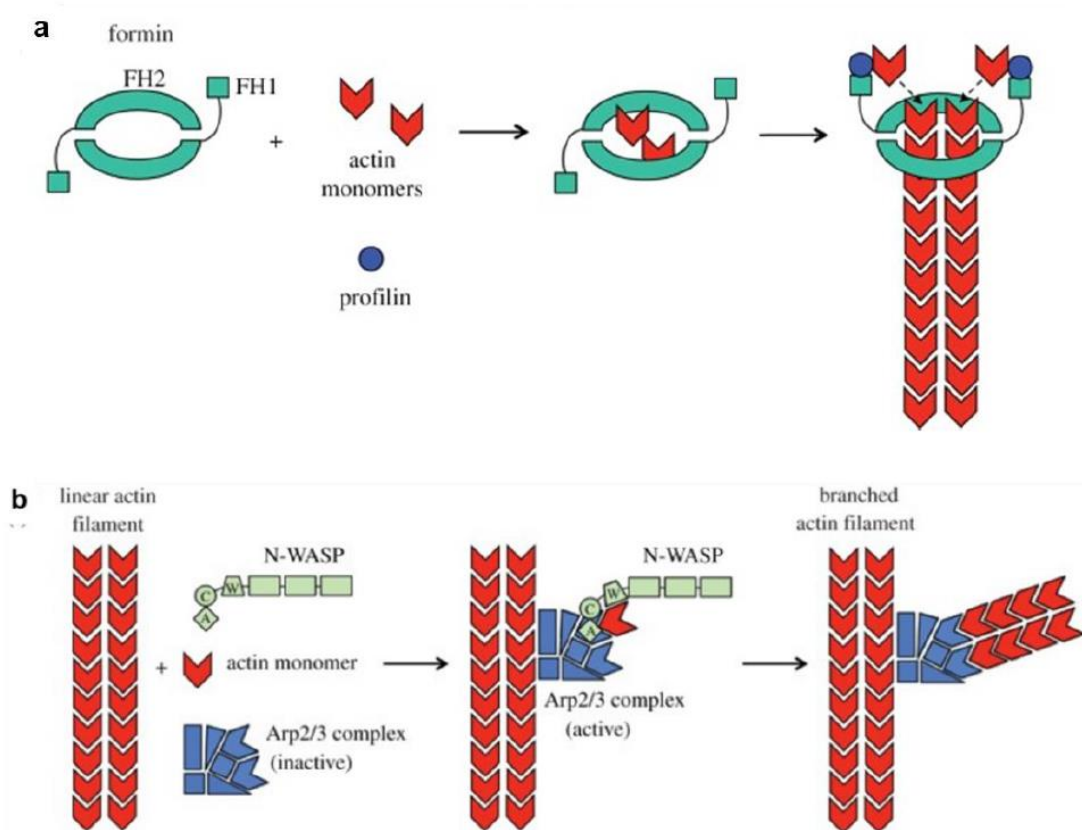 a
formin
FH2
FH1
+
actin
monomers
profilin
b
linear actin
filament
N-WASP
C
W
A
+
actin monomer
Arp2/3 complex
(inactive)
N-WASP
C
W
A
Arp2/3 complex
(active)
branched
actin filament